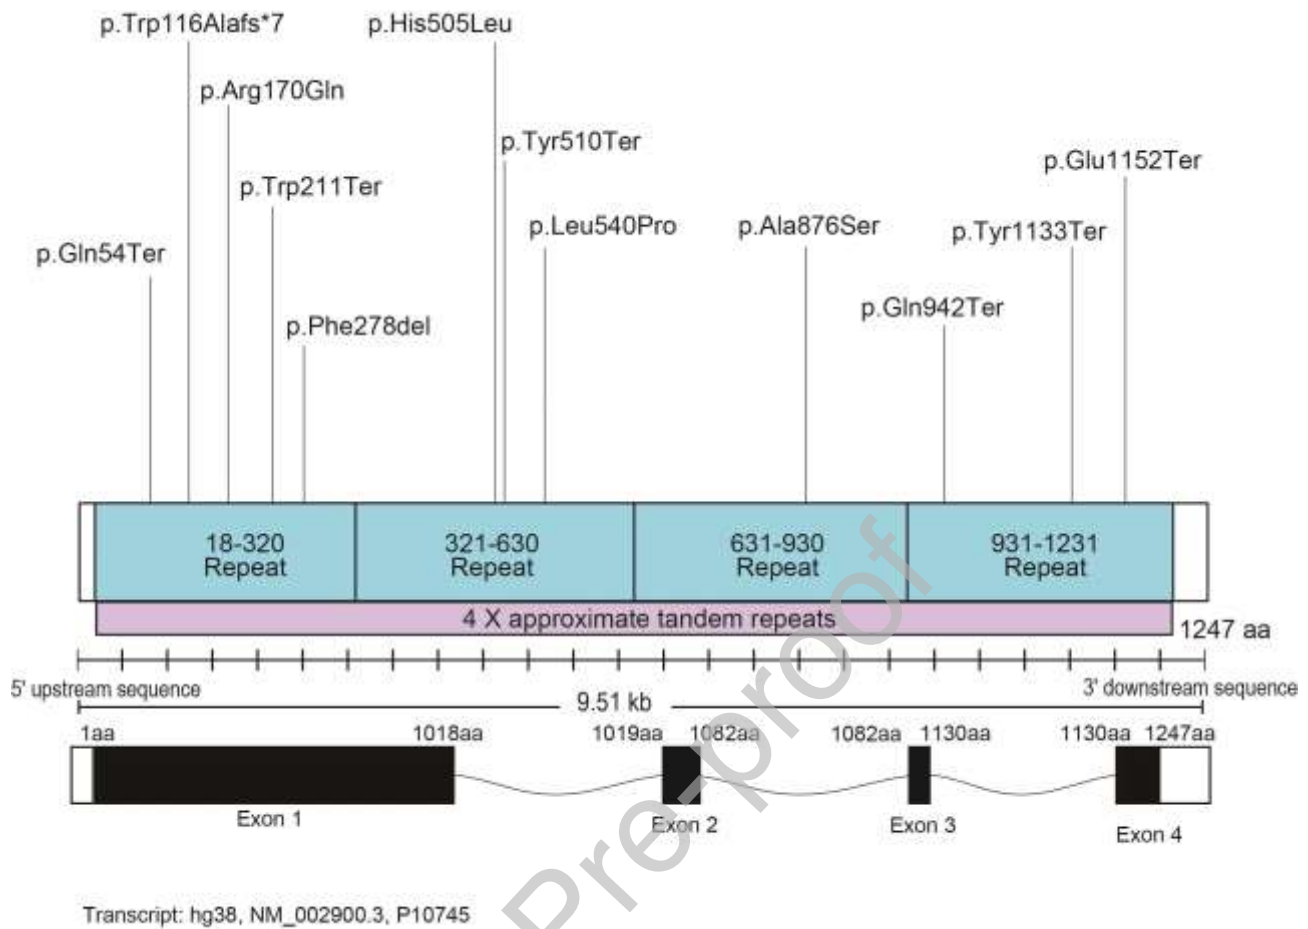 p.Trp116Alafs*7
p.His505Leu
p.Arg170Gln
p.Tyr510Ter
p.Glu1152Ter
p.Trp211Ter
p.Leu540Pro
p.Ala876Ser
p.Tyr1133Ter
p.Gln54Ter
p.Gln942Ter
p.Phe278del
18-320
Repeat
321-630
Repeat
631-930
Repeat
931-1231
Repeat
4 X approximate tandem repeats
1247 aa
5' upstream sequence
3' downstream sequence
9.51 kb
1aa
1018aa
1019aa
1082aa
1082aa
1130aa
1130aa
1247aa
Exon 1
Exon 2
Exon 3
Exon 4
Transcript: hg38, NM_002900.3, P10745
Pre-proof